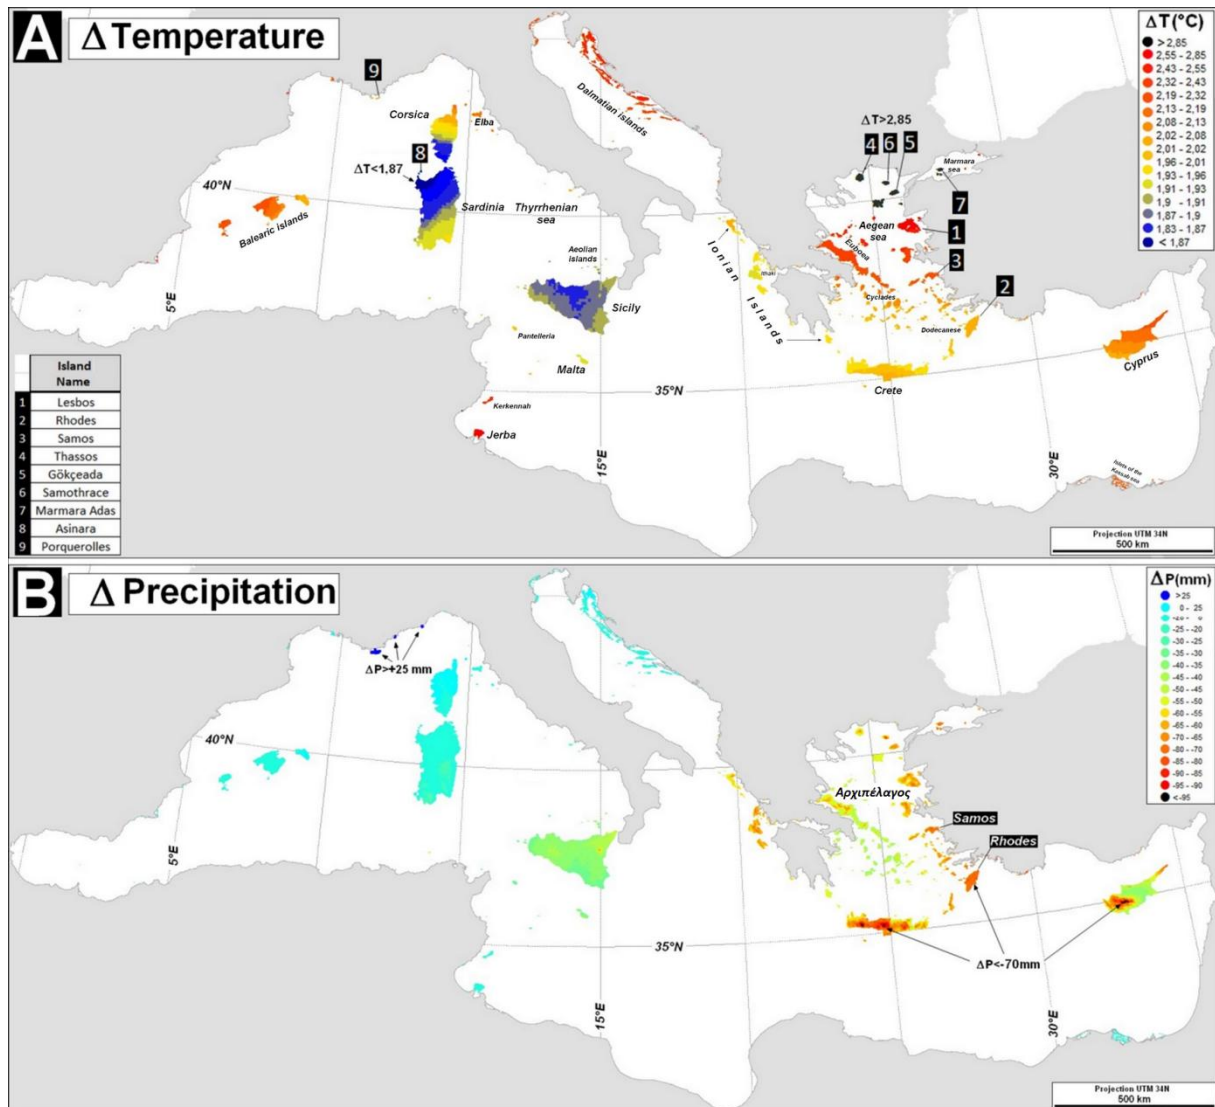 A
Δ Temperature
ΔT (°C)
> 2,85
2,55 - 2,85
2,43 - 2,55
2,32 - 2,43
2,19 - 2,32
2,13 - 2,19
2,08 - 2,13
2,02 - 2,08
2,01 - 2,02
1,96 - 2,01
1,93 - 1,96
1,91 - 1,93
1,9 - 1,91
1,87 - 1,9
1,83 - 1,87
< 1,87
9
Dalmatian islands
Corsica
Elba
ΔT>2,85
4
6
5
Marmara
sea
8
ΔT<1,87
40°N
7
Sardinia
Thyrrhenian
sea
Aegean
sea
1
Balearic islands
Ionian
Islands
Euboea
Aeolian
islands
3
2
5°E
Sicily
Cyclades
Dodecanese
Pantelleria
Malta
Cyprus
35°N
Crete
Kerkennah
Jerba
15°E
30°E
Islets of the
Island
Name
1 Lesbos
2 Rhodes
3 Samos
4 Thassos
5 Gökçeada
6 Samothrace
7 Marmara Adas
8 Asinara
9 Porquerolles
Projection UTM 34N
500 km
B
Δ Precipitation
ΔP(mm)
>25
0 - 25
-25 - -20
-30 - -25
-35 - -30
-40 - -35
-45 - -40
-50 - -45
-55 - -50
-60 - -55
-65 - -60
-70 - -65
-80 - -70
-85 - -80
-90 - -85
-95 - -90
<-95
ΔP>+25 mm
40°N
Αρχιπέλαγος
Samos
Rhodes
5°E
35°N
ΔP<-70mm
15°E
30°E
Projection UTM 34N
500 km